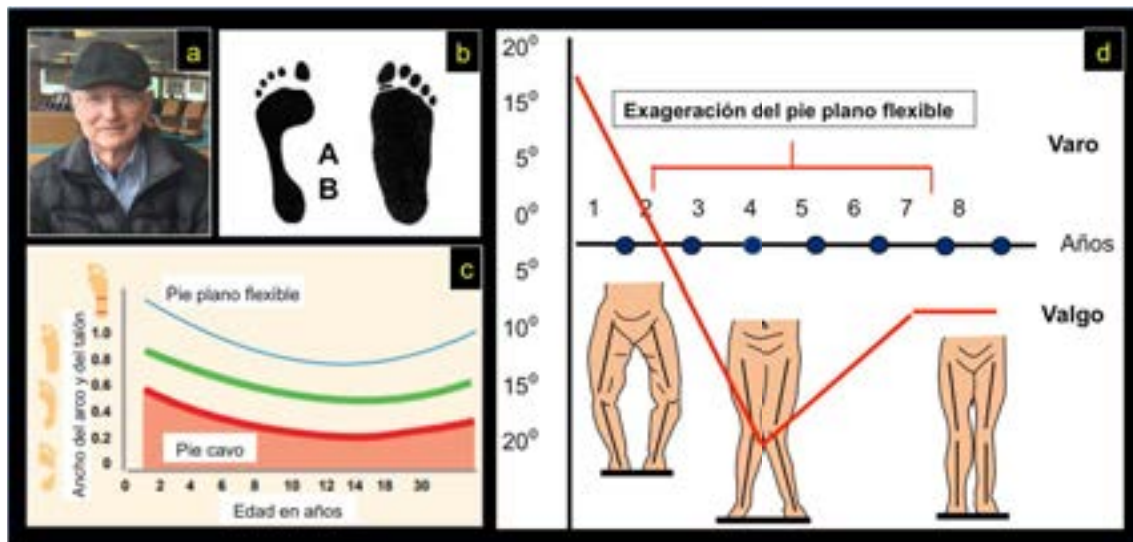 a
b
A
B
c
Pie plano flexible
Ancho del arco y del talón
1.0
0.8
0.6
0.4
0.2
0
Pie cavo
0 2 4 6 8 10 12 14 18 30
Edad en años
d
20°
15°
Exageración del pie plano flexible
5°
Varo
0°
1 2 3 4 5 6 7 8
Años
5°
10°
Valgo
15°
20°